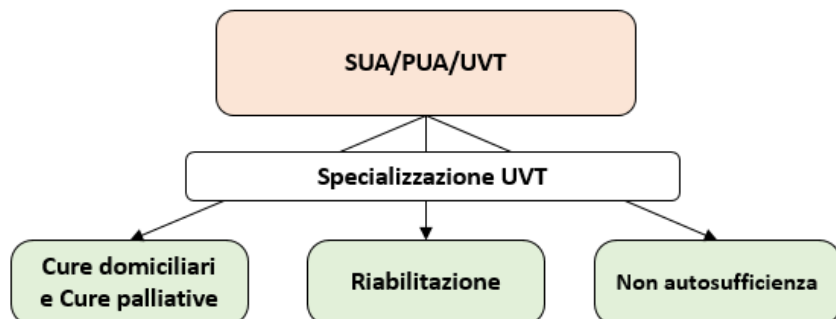 SUA/PUA/UVT
Specializzazione UVT
Cure domiciliari
e Cure palliative
Riabilitazione
Non autosufficienza